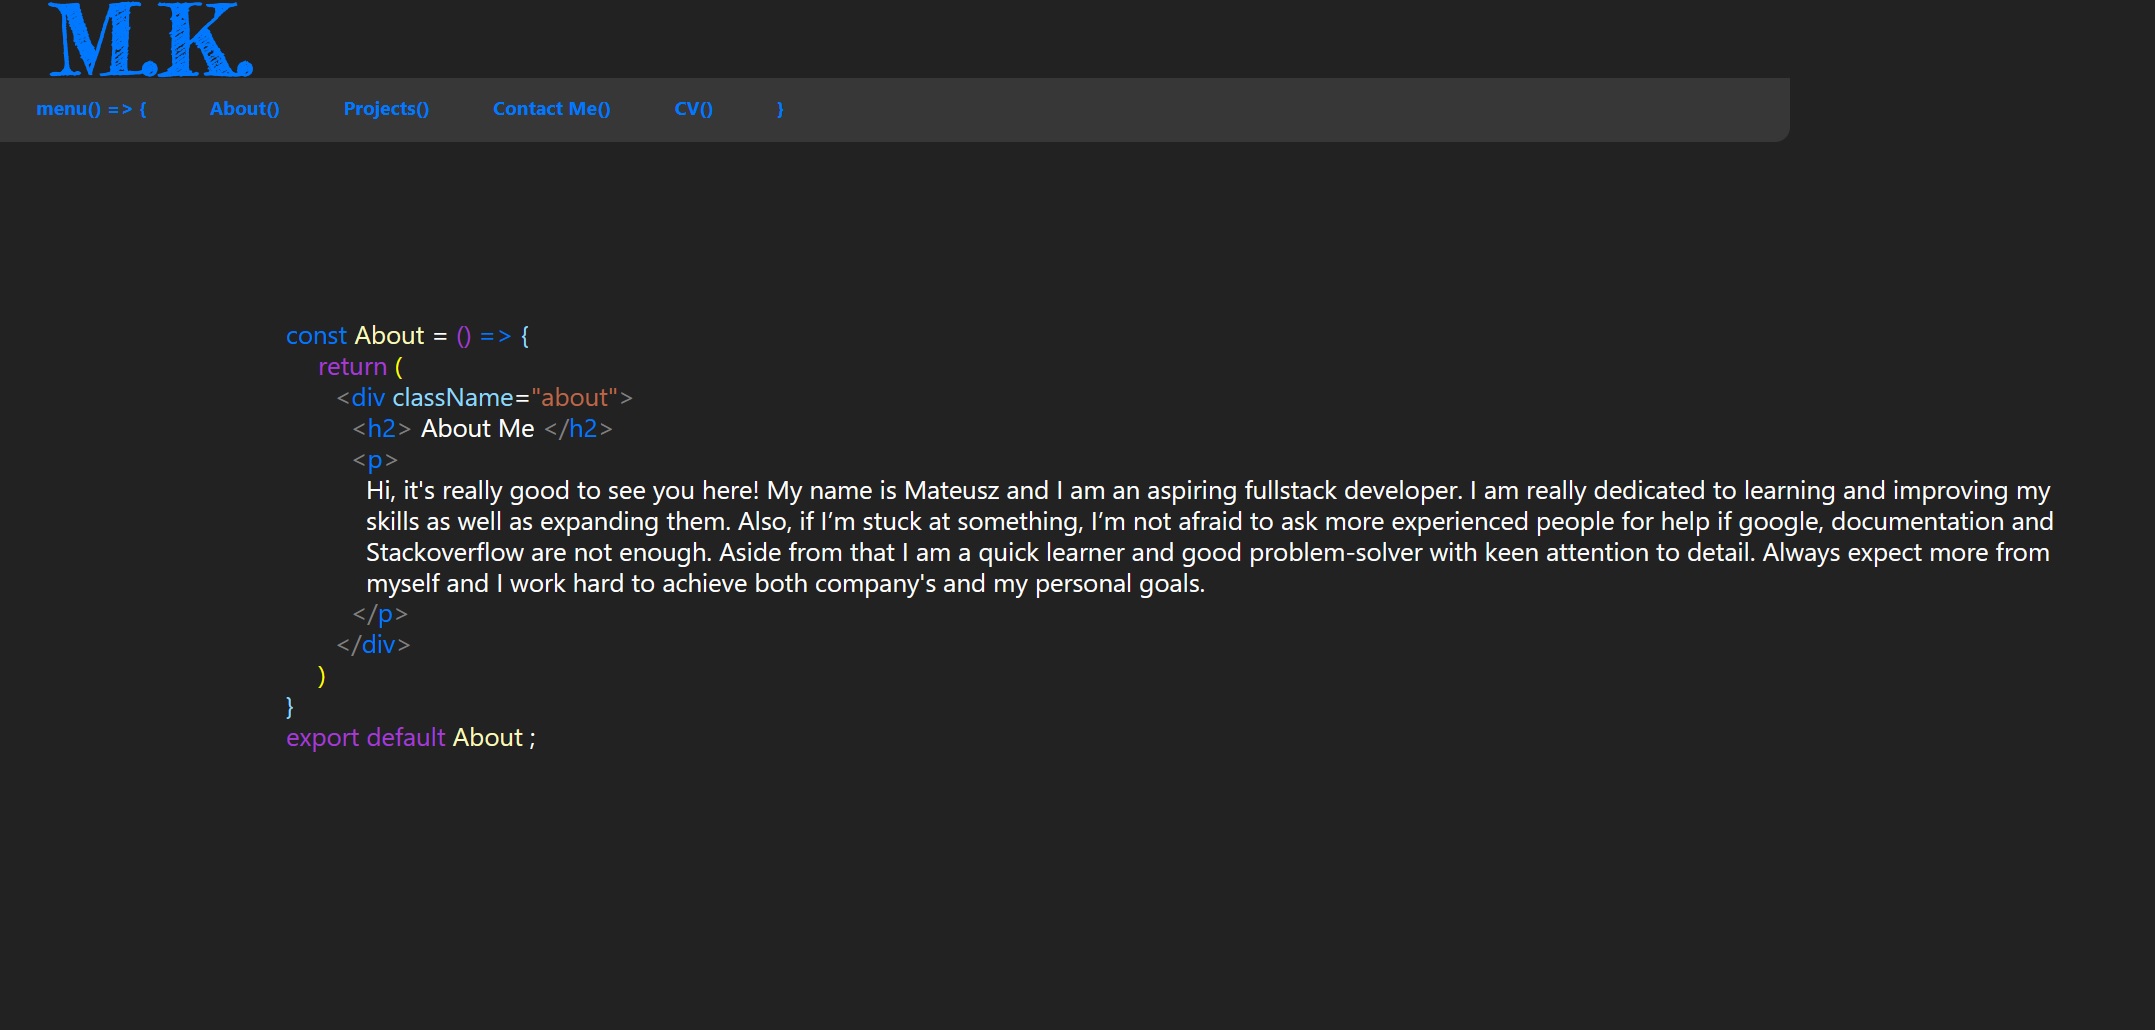 M.K.
menu() => { About() Projects() Contact Me() CV() }
const About = () => {
return (
<div className="about">
<h2> About Me </h2>
<p>
Hi, it's really good to see you here! My name is Mateusz and I am an aspiring fullstack developer. I am really dedicated to learning and improving my
skills as well as expanding them. Also, if I’m stuck at something, I’m not afraid to ask more experienced people for help if google, documentation and
Stackoverflow are not enough. Aside from that I am a quick learner and good problem-solver with keen attention to detail. Always expect more from
myself and I work hard to achieve both company's and my personal goals.
</p>
</div>
)
}
export default About ;